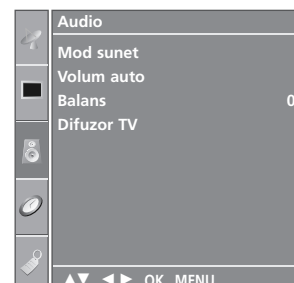 Audio
Mod sunet
Volum auto
Balans 0
Difuzor TV
▲▼ ◄► OK MENU